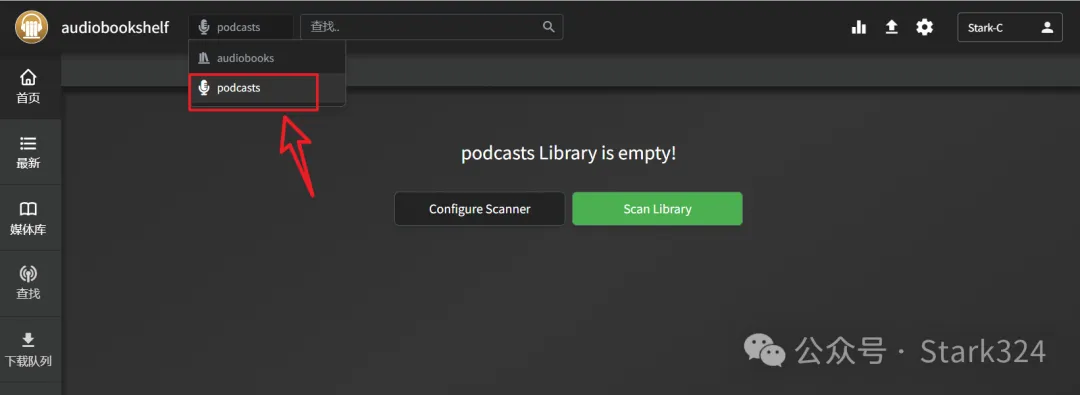 audiobookshelf
podcasts
查找..
Stark-C
audiobooks
podcasts
首页
最新
媒体库
查找
下载队列
podcasts Library is empty!
Configure Scanner
Scan Library
公众号 · Stark324